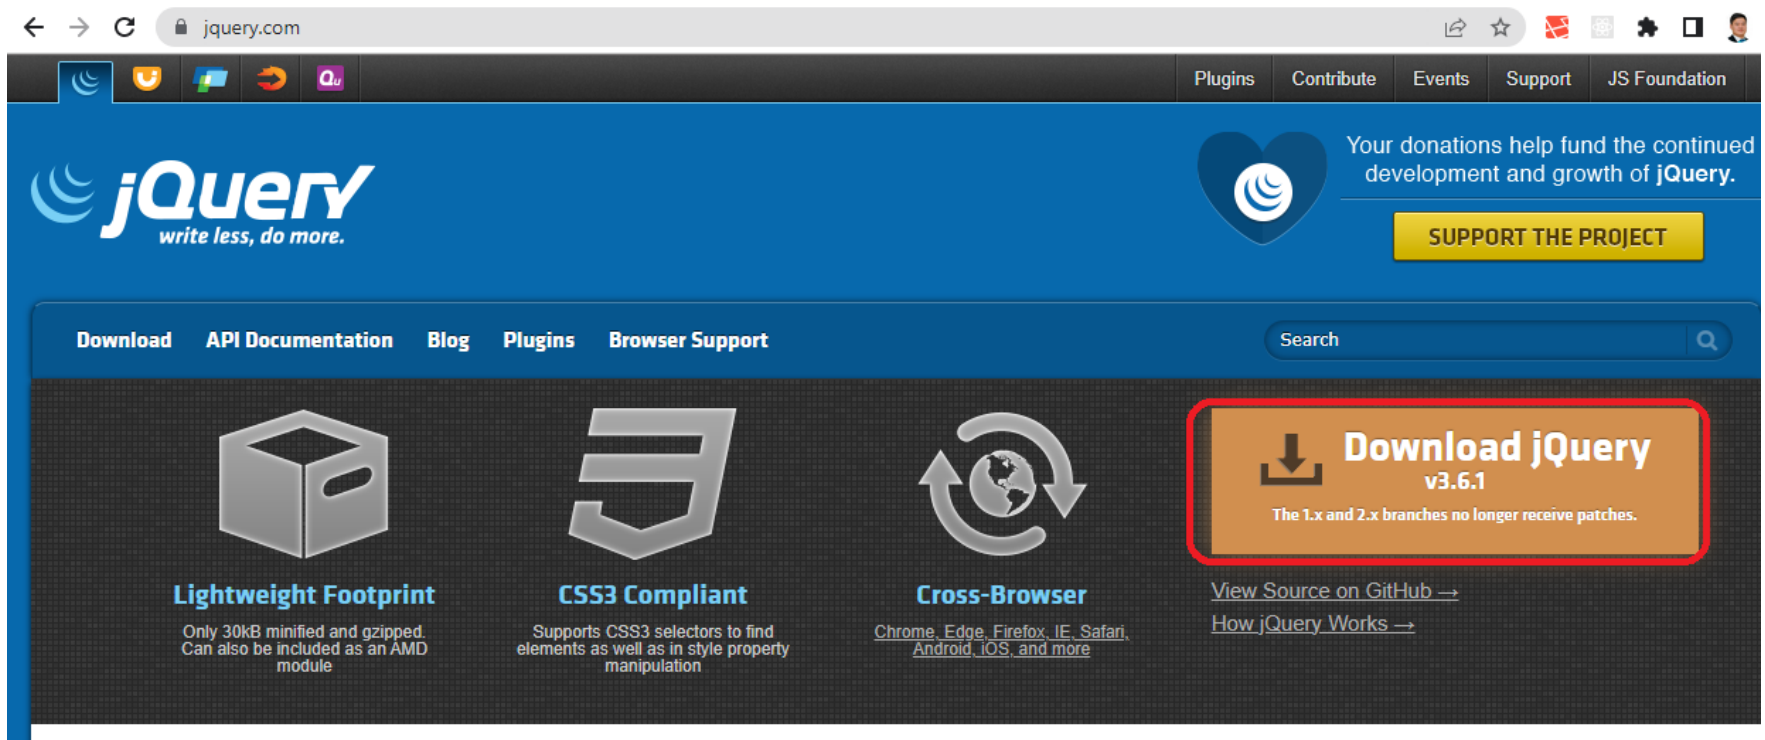 jquery.com
Qu
Plugins Contribute Events Support JS Foundation
jQuery
write less, do more.
Your donations help fund the continued
development and growth of jQuery.
SUPPORT THE PROJECT
Download API Documentation Blog Plugins Browser Support
Search
Download jQuery
v3.6.1
The 1.x and 2.x branches no longer receive patches.
View Source on GitHub →
How jQuery Works →
Lightweight Footprint
Only 30kB minified and gzipped.
Can also be included as an AMD
module
CSS3 Compliant
Supports CSS3 selectors to find
elements as well as in style property
manipulation
Cross-Browser
Chrome, Edge, Firefox, IE, Safari,
Android, iOS, and more